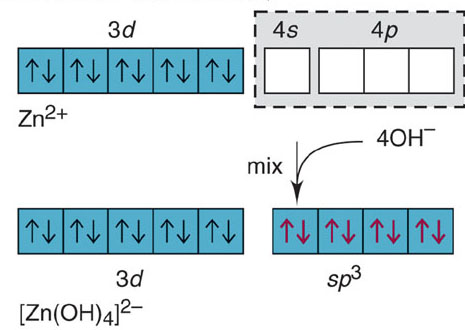 3d 4s 4p
↑↓ ↑↓ ↑↓ ↑↓ ↑↓
Zn²⁺
4OH⁻
mix
↑↓ ↑↓ ↑↓ ↑↓ ↑↓ ↑↓ ↑↓ ↑↓ ↑↓
3d sp³
[Zn(OH)₄]²⁻